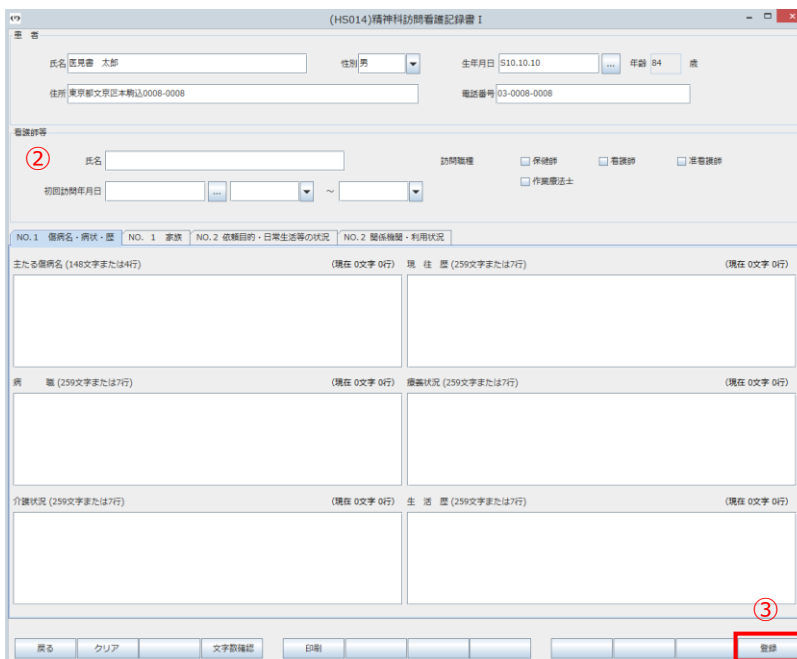 (HS014)精神科訪問看護記録書Ⅰ
患 者
氏名 医見書 太郎 性別 男 生年月日 S10.10.10 ... 年齢 84 歳
住所 東京都文京区本駒込0008-0008 電話番号 03-0008-0008
看護師等
② 氏名 訪問職種 保健師 看護師 准看護師
作業療法士
初回訪問年月日 ... ~
NO.1 傷病名・病状・歴 NO. 1 家族 NO.2 依頼目的・日常生活等の状況 NO.2 関係機関・利用状況
主たる傷病名 (148文字または4行) (現在 0文字 0行) 現 往 歴 (259文字または7行) (現在 0文字 0行)
病 (259文字または7行) (現在 0文字 0行) 療養状況 (259文字または7行) (現在 0文字 0行)
介護状況 (259文字または7行) (現在 0文字 0行) 生 活 歴 (259文字または7行) (現在 0文字 0行)
③
戻る クリア 文字数確認 印刷 登録